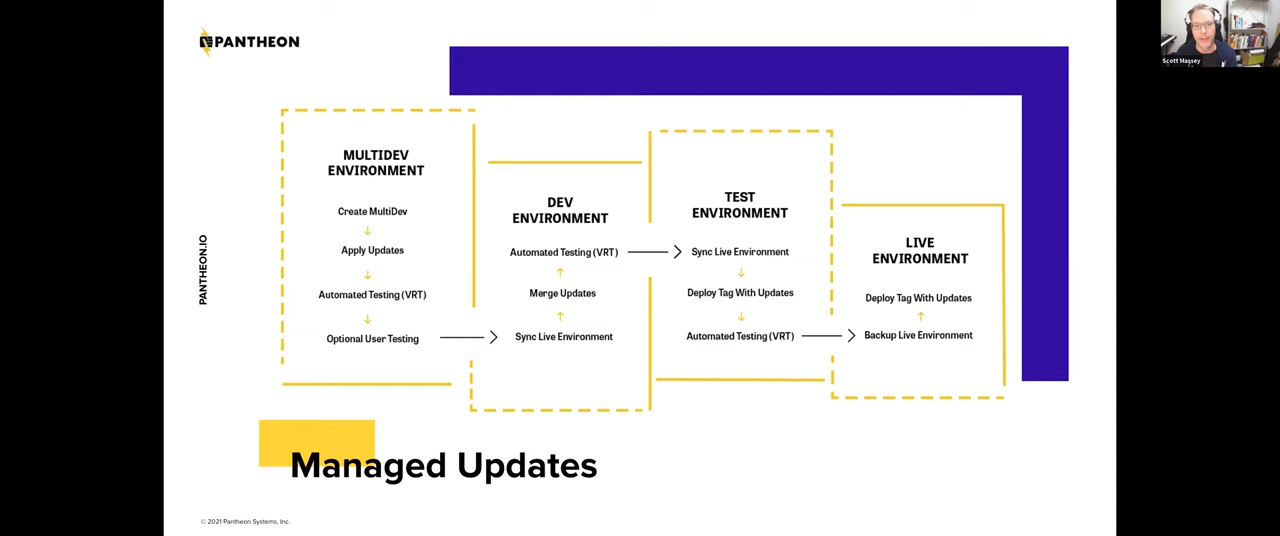 PANTHEON
Scott Massey
PANTHEON.IO
MULTIDEV
ENVIRONMENT
Create MultiDev
Apply Updates
Automated Testing (VRT)
Optional User Testing
DEV
ENVIRONMENT
Automated Testing (VRT)
Merge Updates
Sync Live Environment
TEST
ENVIRONMENT
Sync Live Environment
Deploy Tag With Updates
Automated Testing (VRT)
LIVE
ENVIRONMENT
Deploy Tag With Updates
Backup Live Environment
Managed Updates
© 2021 Pantheon Systems, Inc.